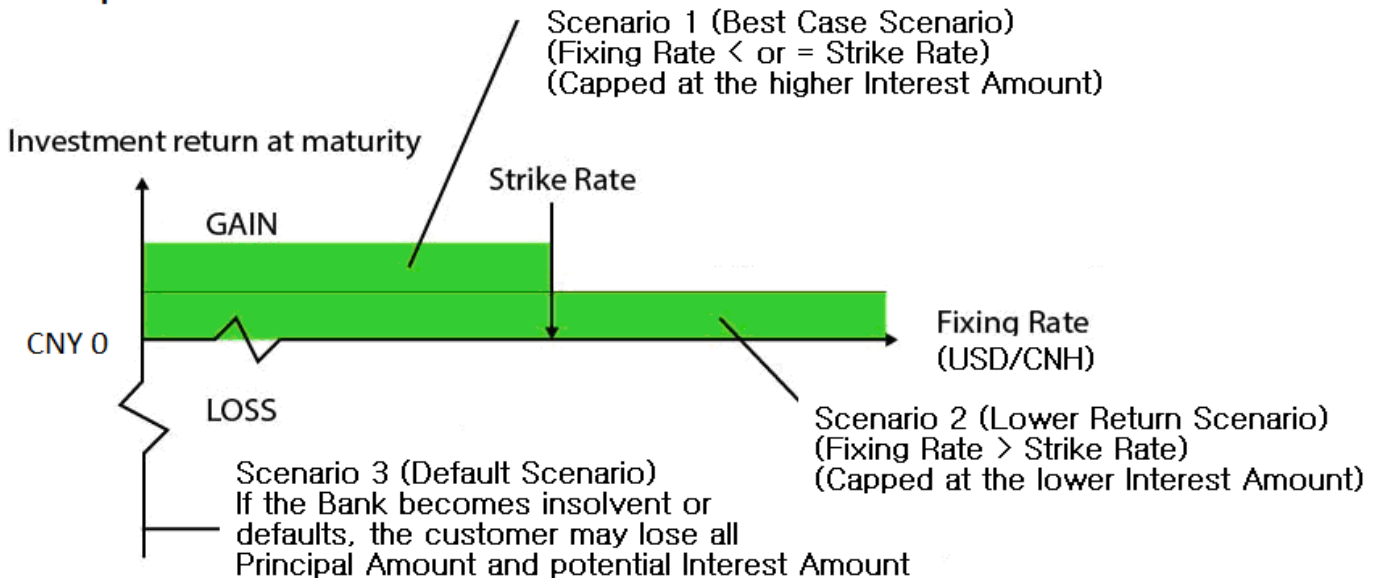 Scenario 1 (Best Case Scenario)
(Fixing Rate < or = Strike Rate)
(Capped at the higher Interest Amount)
Investment return at maturity
Strike Rate
GAIN
CNY 0
Fixing Rate
(USD/CNH)
LOSS
Scenario 2 (Lower Return Scenario)
(Fixing Rate > Strike Rate)
(Capped at the lower Interest Amount)
Scenario 3 (Default Scenario)
If the Bank becomes insolvent or
defaults, the customer may lose all
Principal Amount and potential Interest Amount